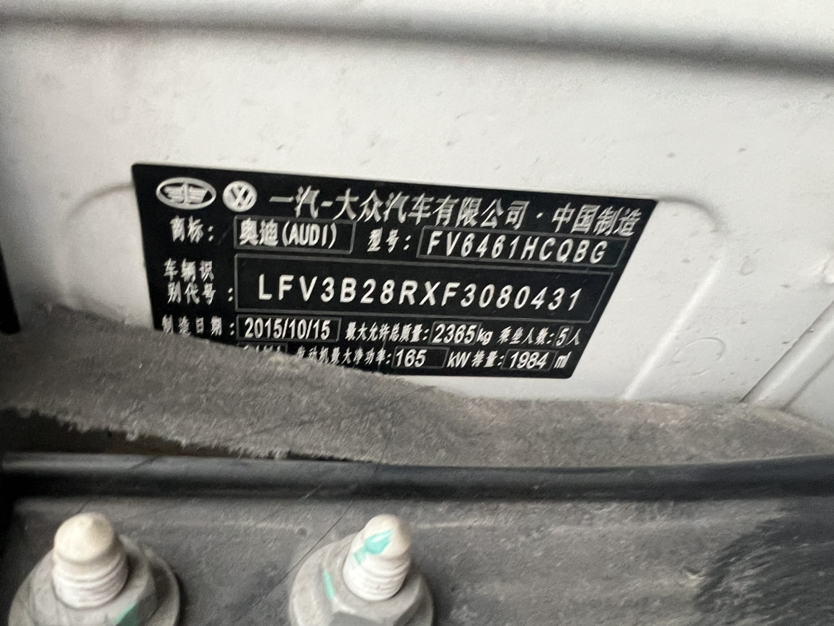 一汽-大众汽车有限公司·中国制造
商标: 奥迪(AUDI) 型号: FV6461HCQBG
车辆识别代号: LFV3B28RXF3080431
制造日期: 2015/10/15 最大允许总质量: 2365kg 乘坐人数: 5人
发动机最大净功率: 165 kW 排量: 1984 ml